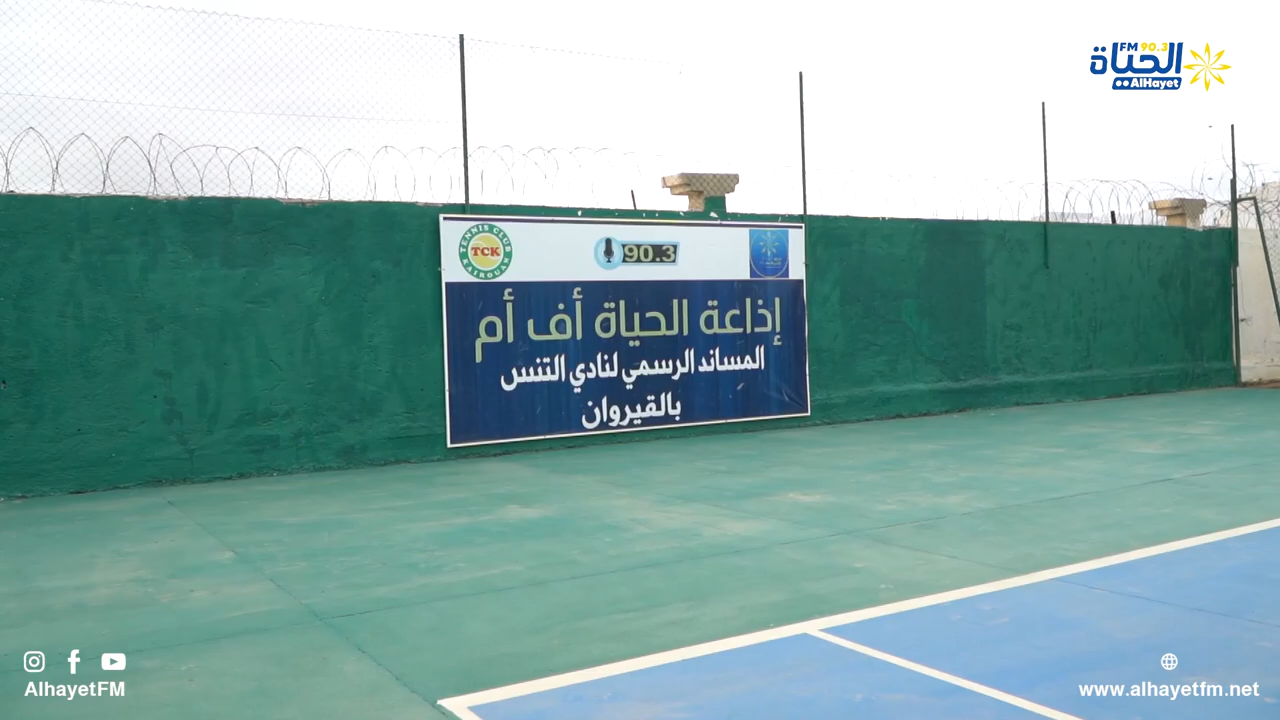 الحياة FM 90.3
AlHayet
TENNIS CLUB
TCK
KAIROUAN
90.3
إذاعة الحياة أف أم
المساند الرسمي لنادي التنس
بالقيروان
AlhayetFM
www.alhayetfm.net